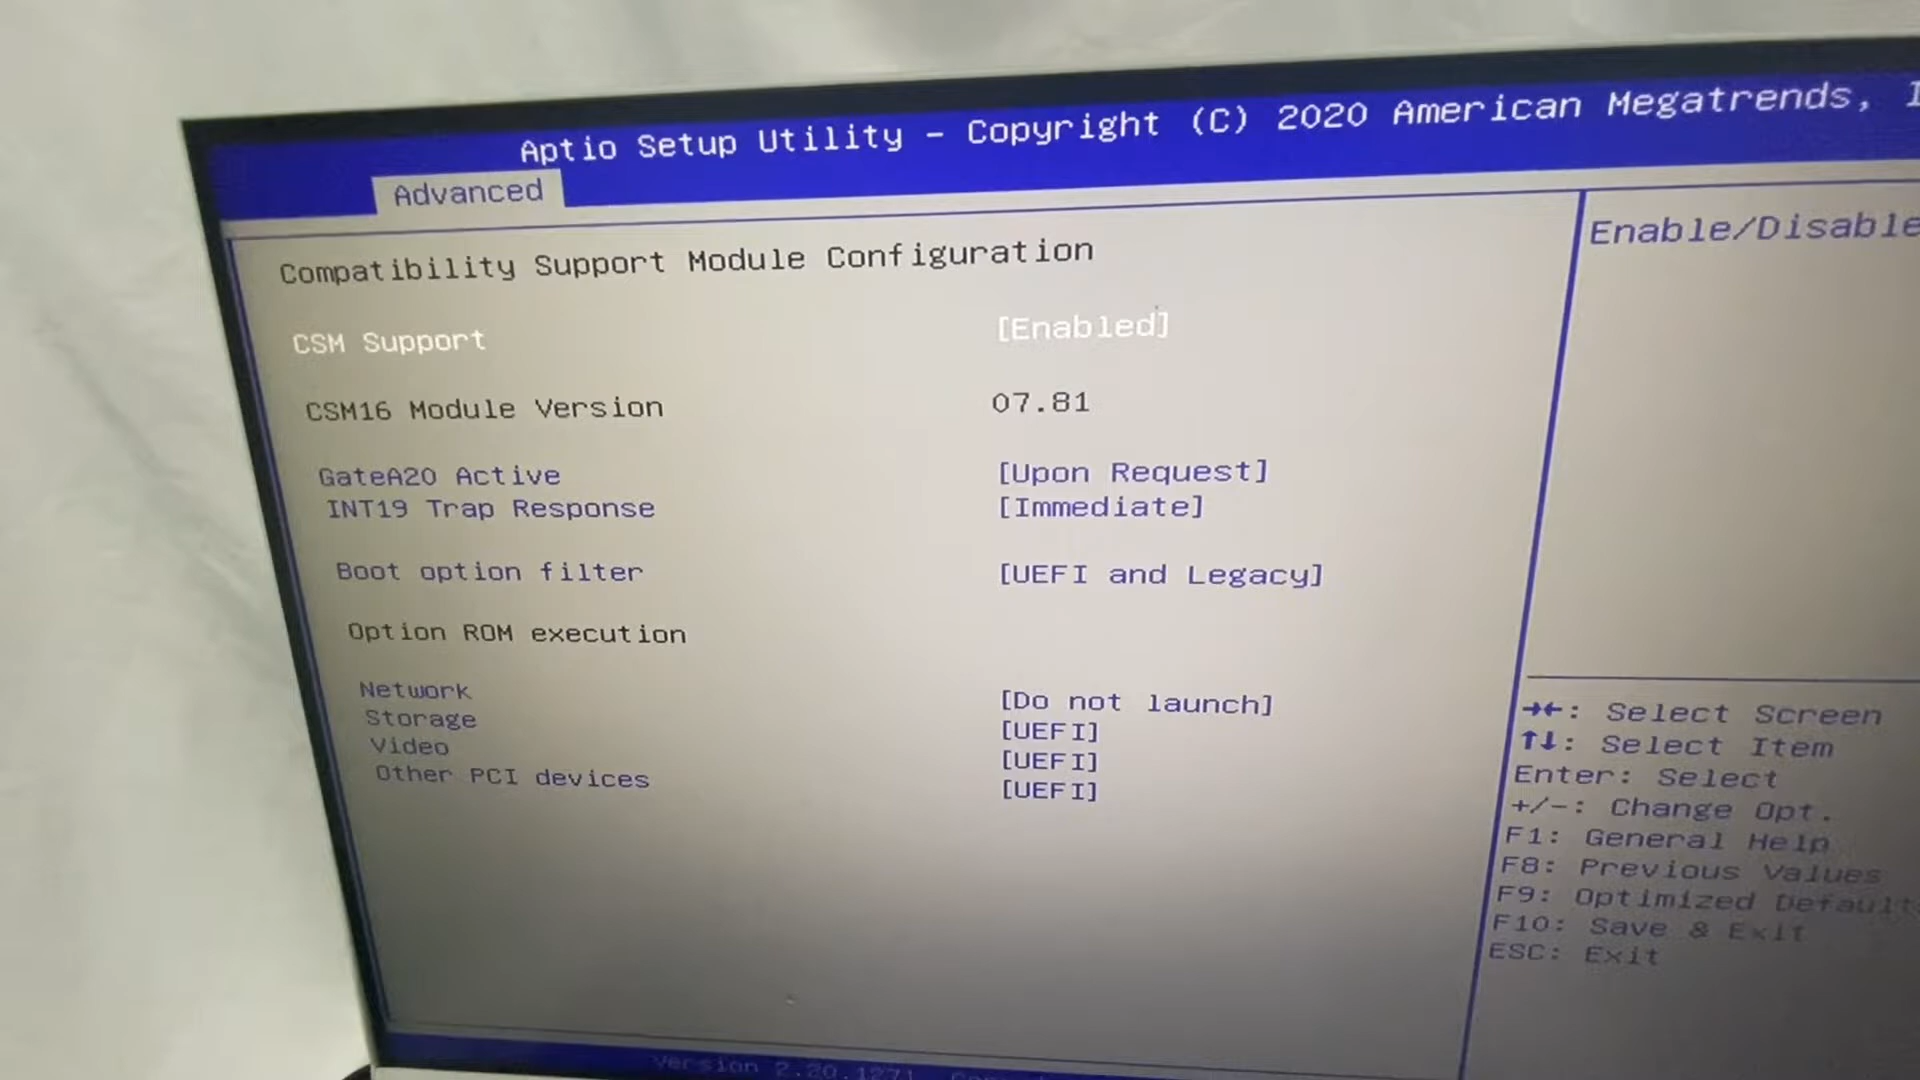 Aptio Setup Utility – Copyright (C) 2020 American Megatrends,
Advanced
Compatibility Support Module Configuration
Enable/Disable
CSM Support [Enabled]
CSM16 Module Version 07.81
GateA20 Active [Upon Request]
INT19 Trap Response [Immediate]
Boot option filter [UEFI and Legacy]
Option ROM execution
Network [Do not launch]
Storage [UEFI]
Video [UEFI]
Other PCI devices [UEFI]
→←: Select Screen
↑↓: Select Item
Enter: Select
+/-: Change Opt.
F1: General Help
F8: Previous Values
F9: Optimized Default
F10: Save & Exit
ESC: Exit
Version 2.20.1271.